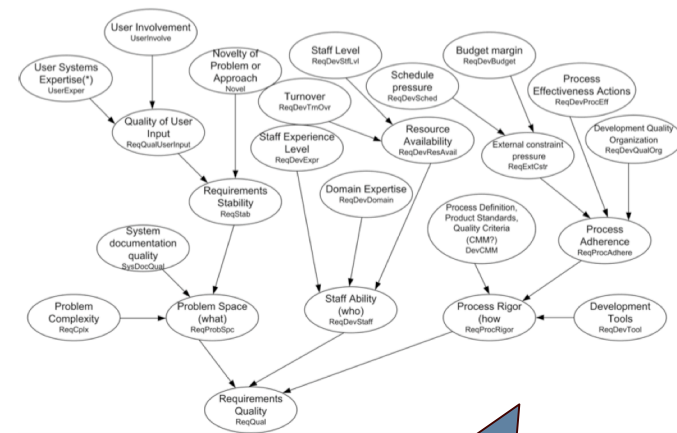 User Involvement
UserInvolve
User Systems
Expertise(*)
UserExper
Novelty of
Problem or
Approach
Novel
Staff Level
ReqDevStfLvl
Turnover
ReqDevTrnOvr
Schedule
pressure
ReqDevSched
Budget margin
ReqDevBudget
Process
Effectiveness Actions
ReqDevProcEff
Quality of User
Input
ReqQualUserInput
Staff Experience
Level
ReqDevExpr
Resource
Availability
ReqDevResAvail
External constraint
pressure
ReqExtCstr
Development Quality
Organization
ReqDevQualOrg
Requirements
Stability
ReqStab
Domain Expertise
ReqDevDomain
Process Definition,
Product Standards,
Quality Criteria
(CMM?)
DevCMM
Process
Adherence
ReqProcAdhere
System
documentation
quality
SysDocQual
Problem
Complexity
ReqCplx
Problem Space
(what)
ReqProbSpc
Staff Ability
(who)
ReqDevStaff
Process Rigor
(how
ReqProcRigor
Development
Tools
ReqDevTool
Requirements
Quality
ReqQual